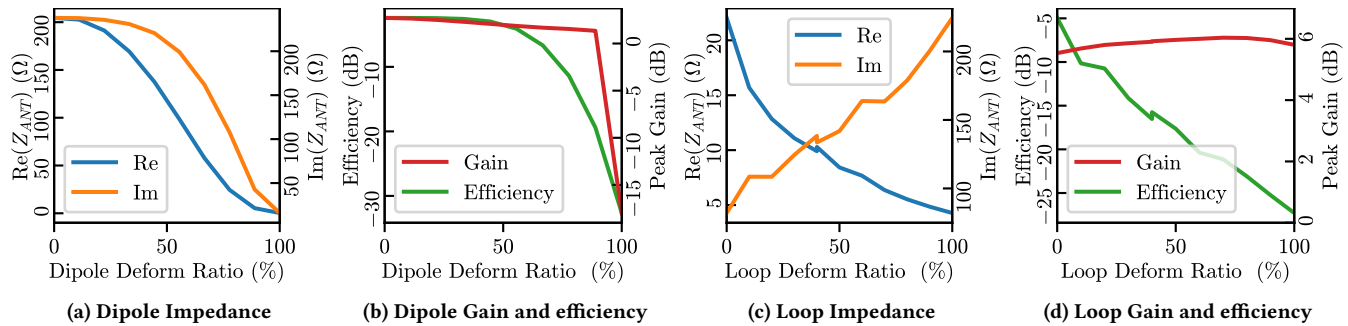 Re(Z_ANT) (Ω)
200
150
100
50
0
Re
Im
Im(Z_ANT) (Ω)
200
150
100
50
0 50 100
Dipole Deform Ratio (%)
(a) Dipole Impedance
Efficiency (dB)
−10
−20
−30
Gain
Efficiency
Peak Gain (dB)
0
−5
−10
−15
0 50 100
Dipole Deform Ratio (%)
(b) Dipole Gain and efficiency
Re(Z_ANT) (Ω)
20
15
10
5
Re
Im
Im(Z_ANT) (Ω)
200
150
100
0 50 100
Loop Deform Ratio (%)
(c) Loop Impedance
Efficiency (dB)
−5
−10
−15
−20
−25
Gain
Efficiency
Peak Gain (dB)
6
4
2
0
0 50 100
Loop Deform Ratio (%)
(d) Loop Gain and efficiency